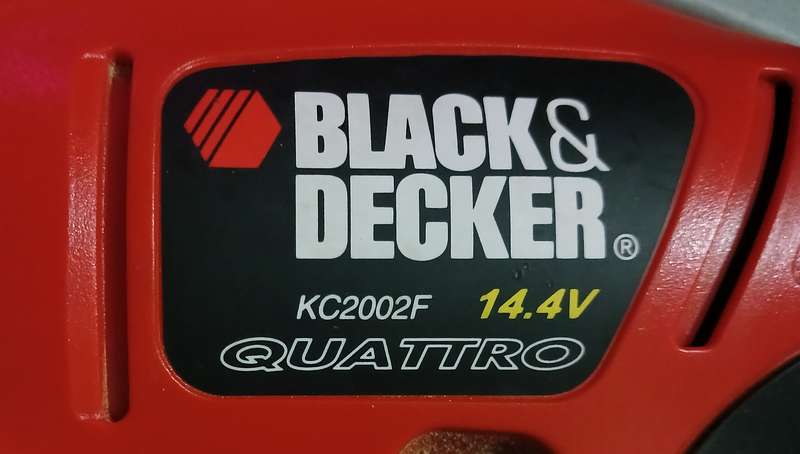 BLACK&
DECKER®
KC2002F 14.4V
QUATTRO